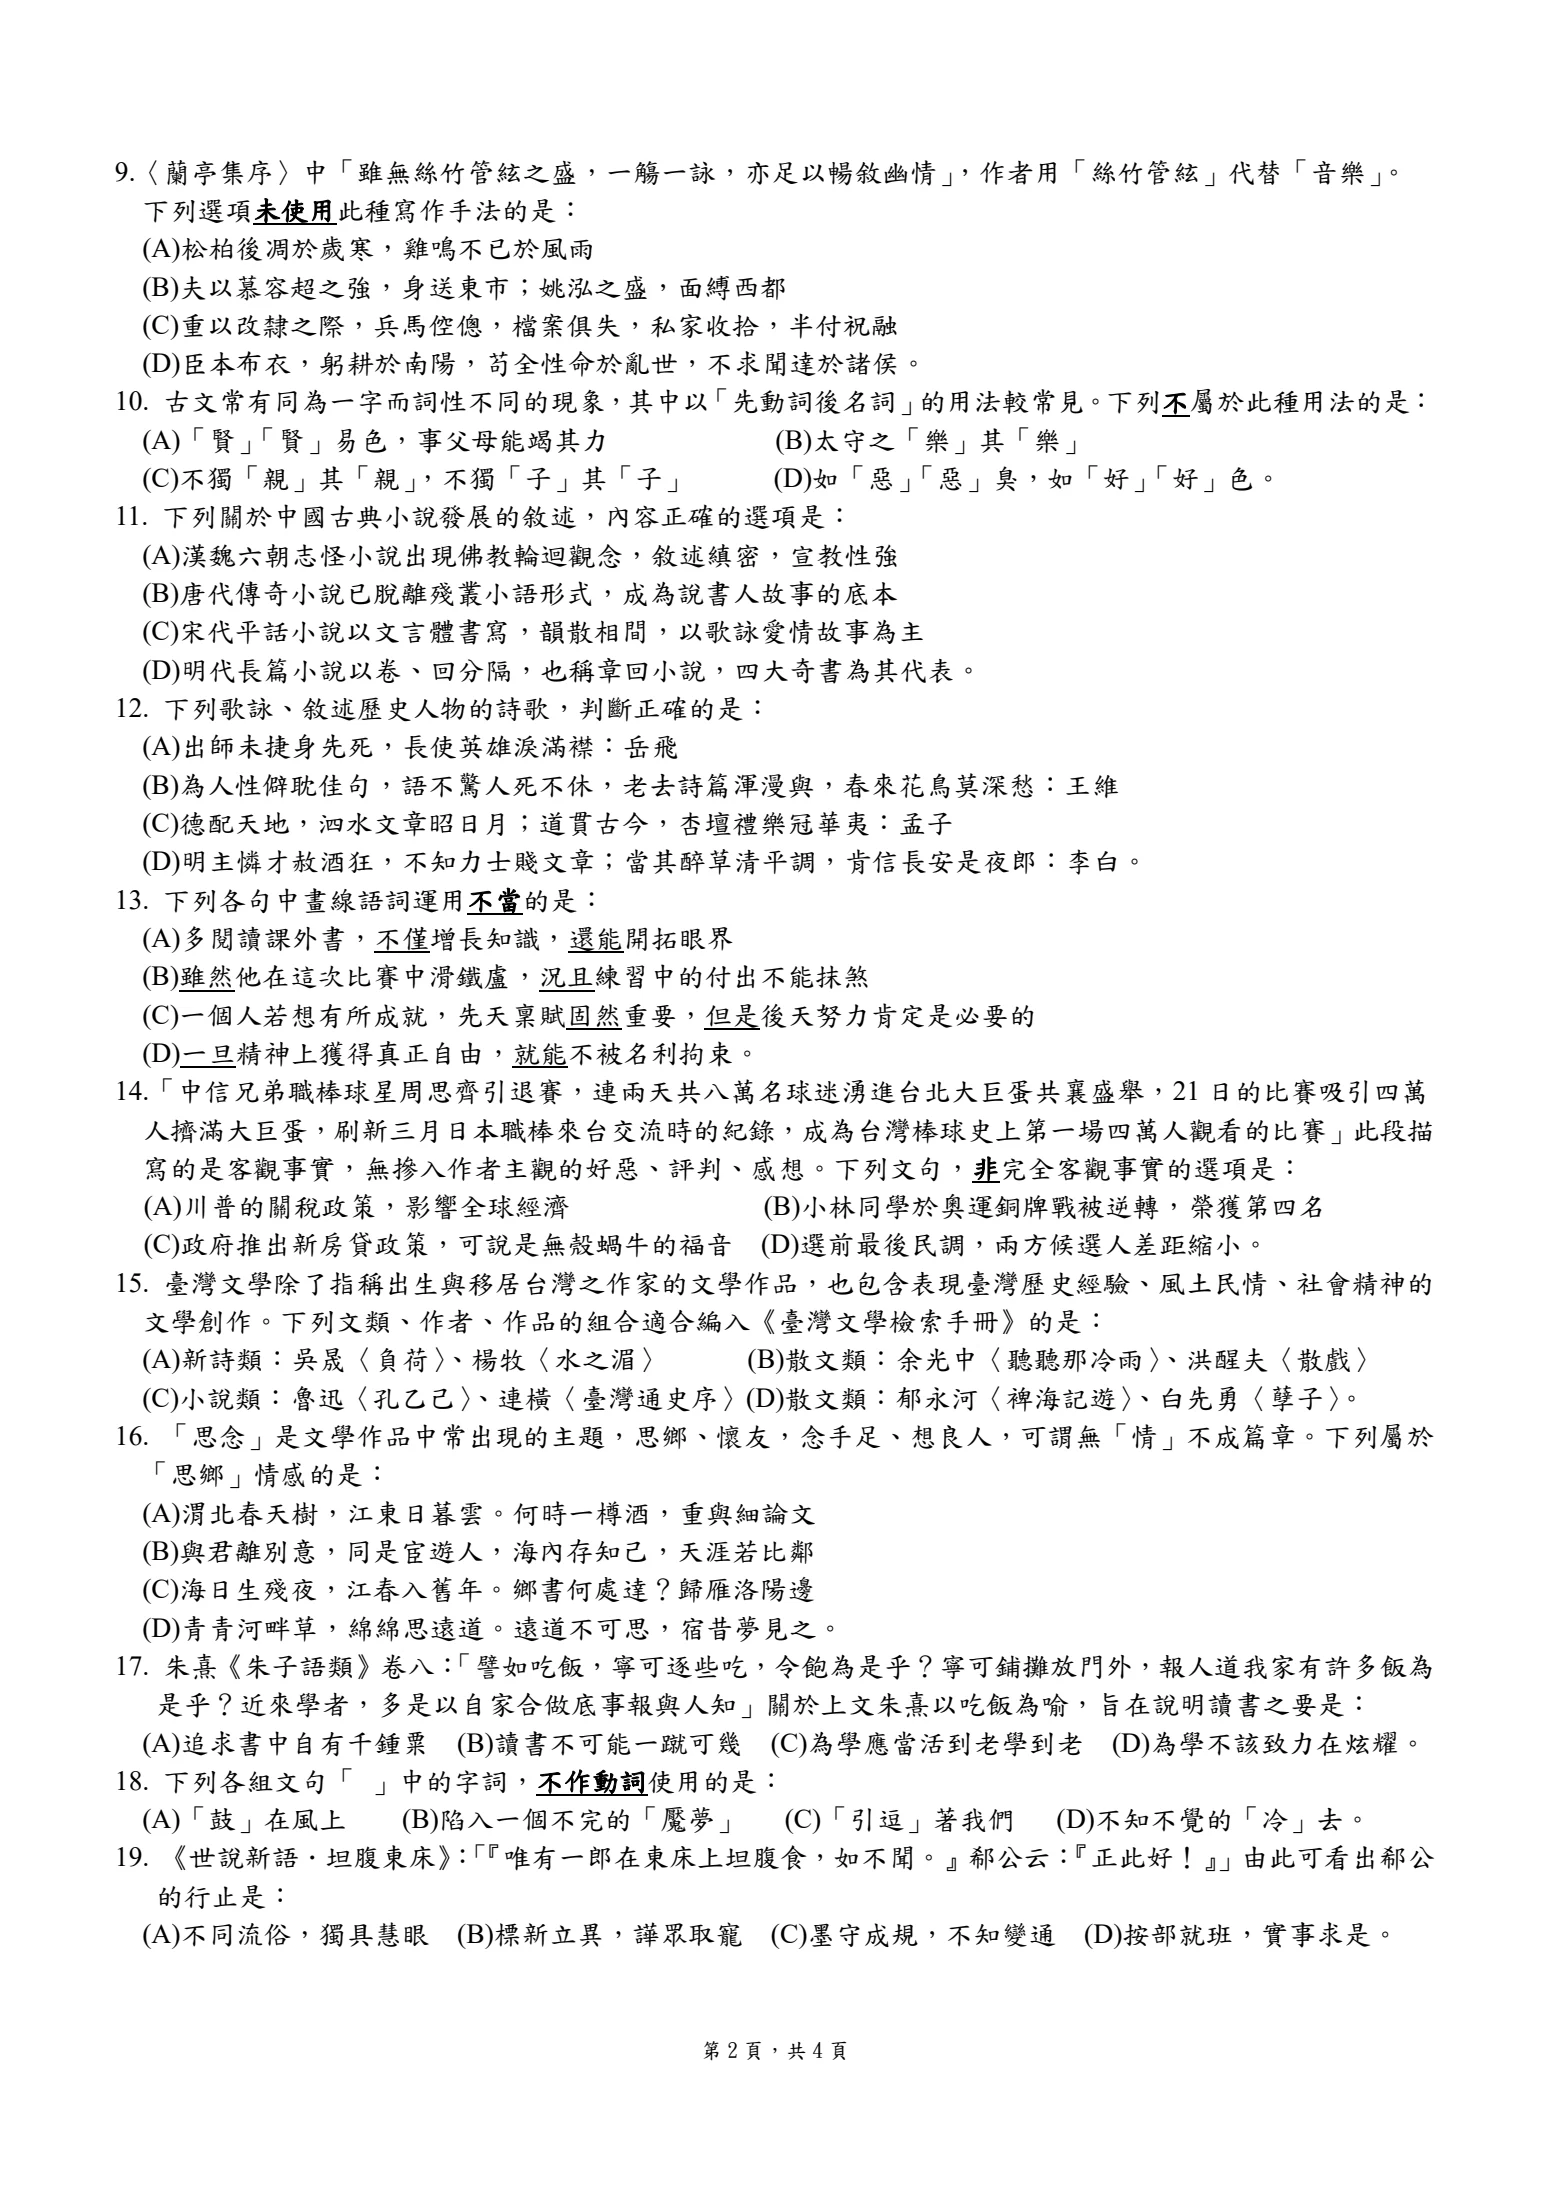 9.〈蘭亭集序〉中「雖無絲竹管絃之盛，一觴一詠，亦足以暢敘幽情」，作者用「絲竹管絃」代替「音樂」。
下列選項未使用此種寫作手法的是：
(A)松柏後凋於歲寒，雞鳴不已於風雨
(B)夫以慕容超之強，身送東市；姚泓之盛，面縛西都
(C)重以改隸之際，兵馬倥傯，檔案俱失，私家收拾，半付祝融
(D)臣本布衣，躬耕於南陽，苟全性命於亂世，不求聞達於諸侯。
10. 古文常有同為一字而詞性不同的現象，其中以「先動詞後名詞」的用法較常見。下列不屬於此種用法的是：
(A)「賢」「賢」易色，事父母能竭其力 (B)太守之「樂」其「樂」
(C)不獨「親」其「親」，不獨「子」其「子」 (D)如「惡」「惡」臭，如「好」「好」色。
11. 下列關於中國古典小說發展的敘述，內容正確的選項是：
(A)漢魏六朝志怪小說出現佛教輪迴觀念，敘述縝密，宣教性強
(B)唐代傳奇小說已脫離殘叢小語形式，成為說書人故事的底本
(C)宋代平話小說以文言體書寫，韻散相間，以歌詠愛情故事為主
(D)明代長篇小說以卷、回分隔，也稱章回小說，四大奇書為其代表。
12. 下列歌詠、敘述歷史人物的詩歌，判斷正確的是：
(A)出師未捷身先死，長使英雄淚滿襟：岳飛
(B)為人性僻耽佳句，語不驚人死不休，老去詩篇渾漫與，春來花鳥莫深愁：王維
(C)德配天地，泗水文章昭日月；道貫古今，杏壇禮樂冠華夷：孟子
(D)明主憐才赦酒狂，不知力士賤文章；當其醉草清平調，肯信長安是夜郎：李白。
13. 下列各句中畫線語詞運用不當的是：
(A)多閱讀課外書，不僅增長知識，還能開拓眼界
(B)雖然他在這次比賽中滑鐵盧，況且練習中的付出不能抹煞
(C)一個人若想有所成就，先天稟賦固然重要，但是後天努力肯定是必要的
(D)一旦精神上獲得真正自由，就能不被名利拘束。
14.「中信兄弟職棒球星周思齊引退賽，連兩天共八萬名球迷湧進台北大巨蛋共襄盛舉，21 日的比賽吸引四萬
人擠滿大巨蛋，刷新三月日本職棒來台交流時的紀錄，成為台灣棒球史上第一場四萬人觀看的比賽」此段描
寫的是客觀事實，無摻入作者主觀的好惡、評判、感想。下列文句，非完全客觀事實的選項是：
(A)川普的關稅政策，影響全球經濟 (B)小林同學於奧運銅牌戰被逆轉，榮獲第四名
(C)政府推出新房貸政策，可說是無殼蝸牛的福音 (D)選前最後民調，兩方候選人差距縮小。
15. 臺灣文學除了指稱出生與移居台灣之作家的文學作品，也包含表現臺灣歷史經驗、風土民情、社會精神的
文學創作。下列文類、作者、作品的組合適合編入《臺灣文學檢索手冊》的是：
(A)新詩類：吳晟〈負荷〉、楊牧〈水之湄〉 (B)散文類：余光中〈聽聽那冷雨〉、洪醒夫〈散戲〉
(C)小說類：魯迅〈孔乙己〉、連橫〈臺灣通史序〉(D)散文類：郁永河〈裨海記遊〉、白先勇〈孽子〉。
16. 「思念」是文學作品中常出現的主題，思鄉、懷友，念手足、想良人，可謂無「情」不成篇章。下列屬於
「思鄉」情感的是：
(A)渭北春天樹，江東日暮雲。何時一樽酒，重與細論文
(B)與君離別意，同是宦遊人，海內存知己，天涯若比鄰
(C)海日生殘夜，江春入舊年。鄉書何處達？歸雁洛陽邊
(D)青青河畔草，綿綿思遠道。遠道不可思，宿昔夢見之。
17. 朱熹《朱子語類》卷八：「譬如吃飯，寧可逐些吃，令飽為是乎？寧可鋪攤放門外，報人道我家有許多飯為
是乎？近來學者，多是以自家合做底事報與人知」關於上文朱熹以吃飯為喻，旨在說明讀書之要是：
(A)追求書中自有千鍾粟 (B)讀書不可能一蹴可幾 (C)為學應當活到老學到老 (D)為學不該致力在炫耀。
18. 下列各組文句「 」中的字詞，不作動詞使用的是：
(A)「鼓」在風上 (B)陷入一個不完的「魘夢」 (C)「引逗」著我們 (D)不知不覺的「冷」去。
19. 《世說新語．坦腹東床》：「『唯有一郎在東床上坦腹食，如不聞。』郗公云：『正此好！』」由此可看出郗公
的行止是：
(A)不同流俗，獨具慧眼 (B)標新立異，譁眾取寵 (C)墨守成規，不知變通 (D)按部就班，實事求是。
第 2 頁，共 4 頁